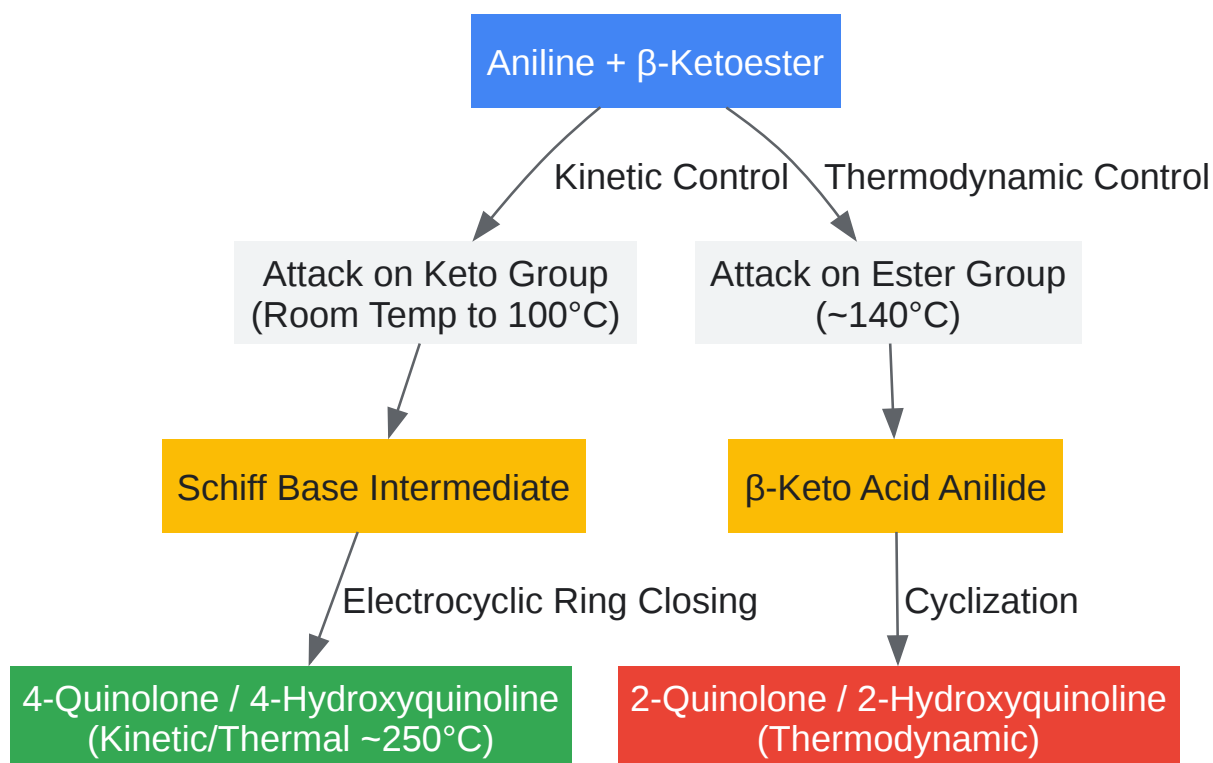 Aniline + β-Ketoester
Kinetic Control
Thermodynamic Control
Attack on Keto Group
(Room Temp to 100°C)
Attack on Ester Group
(~140°C)
Schiff Base Intermediate
β-Keto Acid Anilide
Electrocyclic Ring Closing
Cyclization
4-Quinolone / 4-Hydroxyquinoline
(Kinetic/Thermal ~250°C)
2-Quinolone / 2-Hydroxyquinoline
(Thermodynamic)